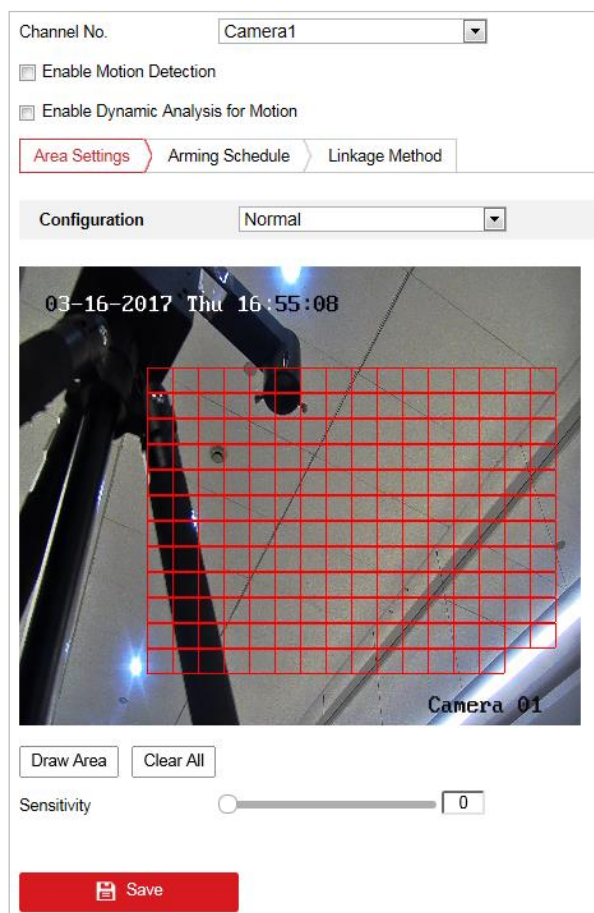 Channel No. Camera1
Enable Motion Detection
Enable Dynamic Analysis for Motion
Area Settings Arming Schedule Linkage Method
Configuration Normal
03-16-2017 Thu 16:55:08
Camera 01
Draw Area Clear All
Sensitivity 0
Save